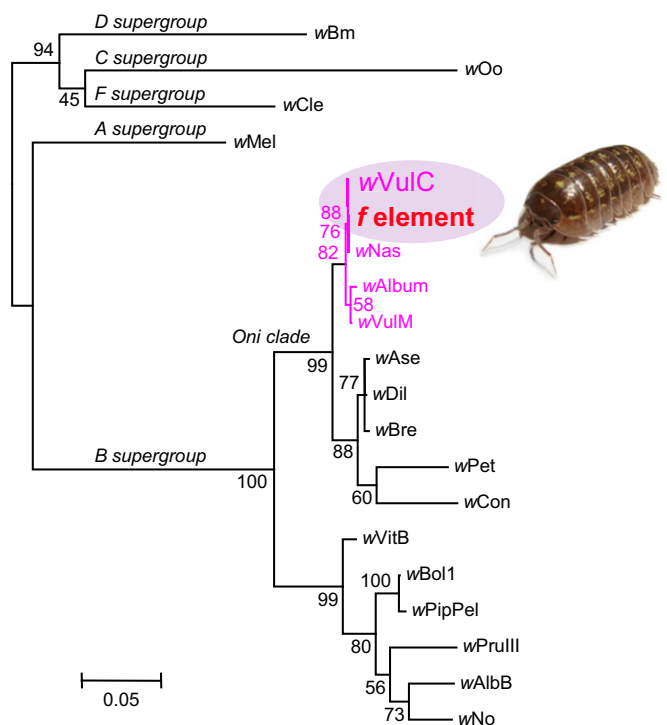 D supergroup
wBm
94
C supergroup
wOo
45
F supergroup
wCle
A supergroup
wMel
wVulC
88
f element
76
82
wNas
wAlbum
58
wVulM
Oni clade
99
wAse
77
wDil
wBre
88
wPet
60
wCon
B supergroup
100
wVitB
99
100
wBol1
wPipPel
80
wPruIII
56
wAlbB
73
wNo
0.05